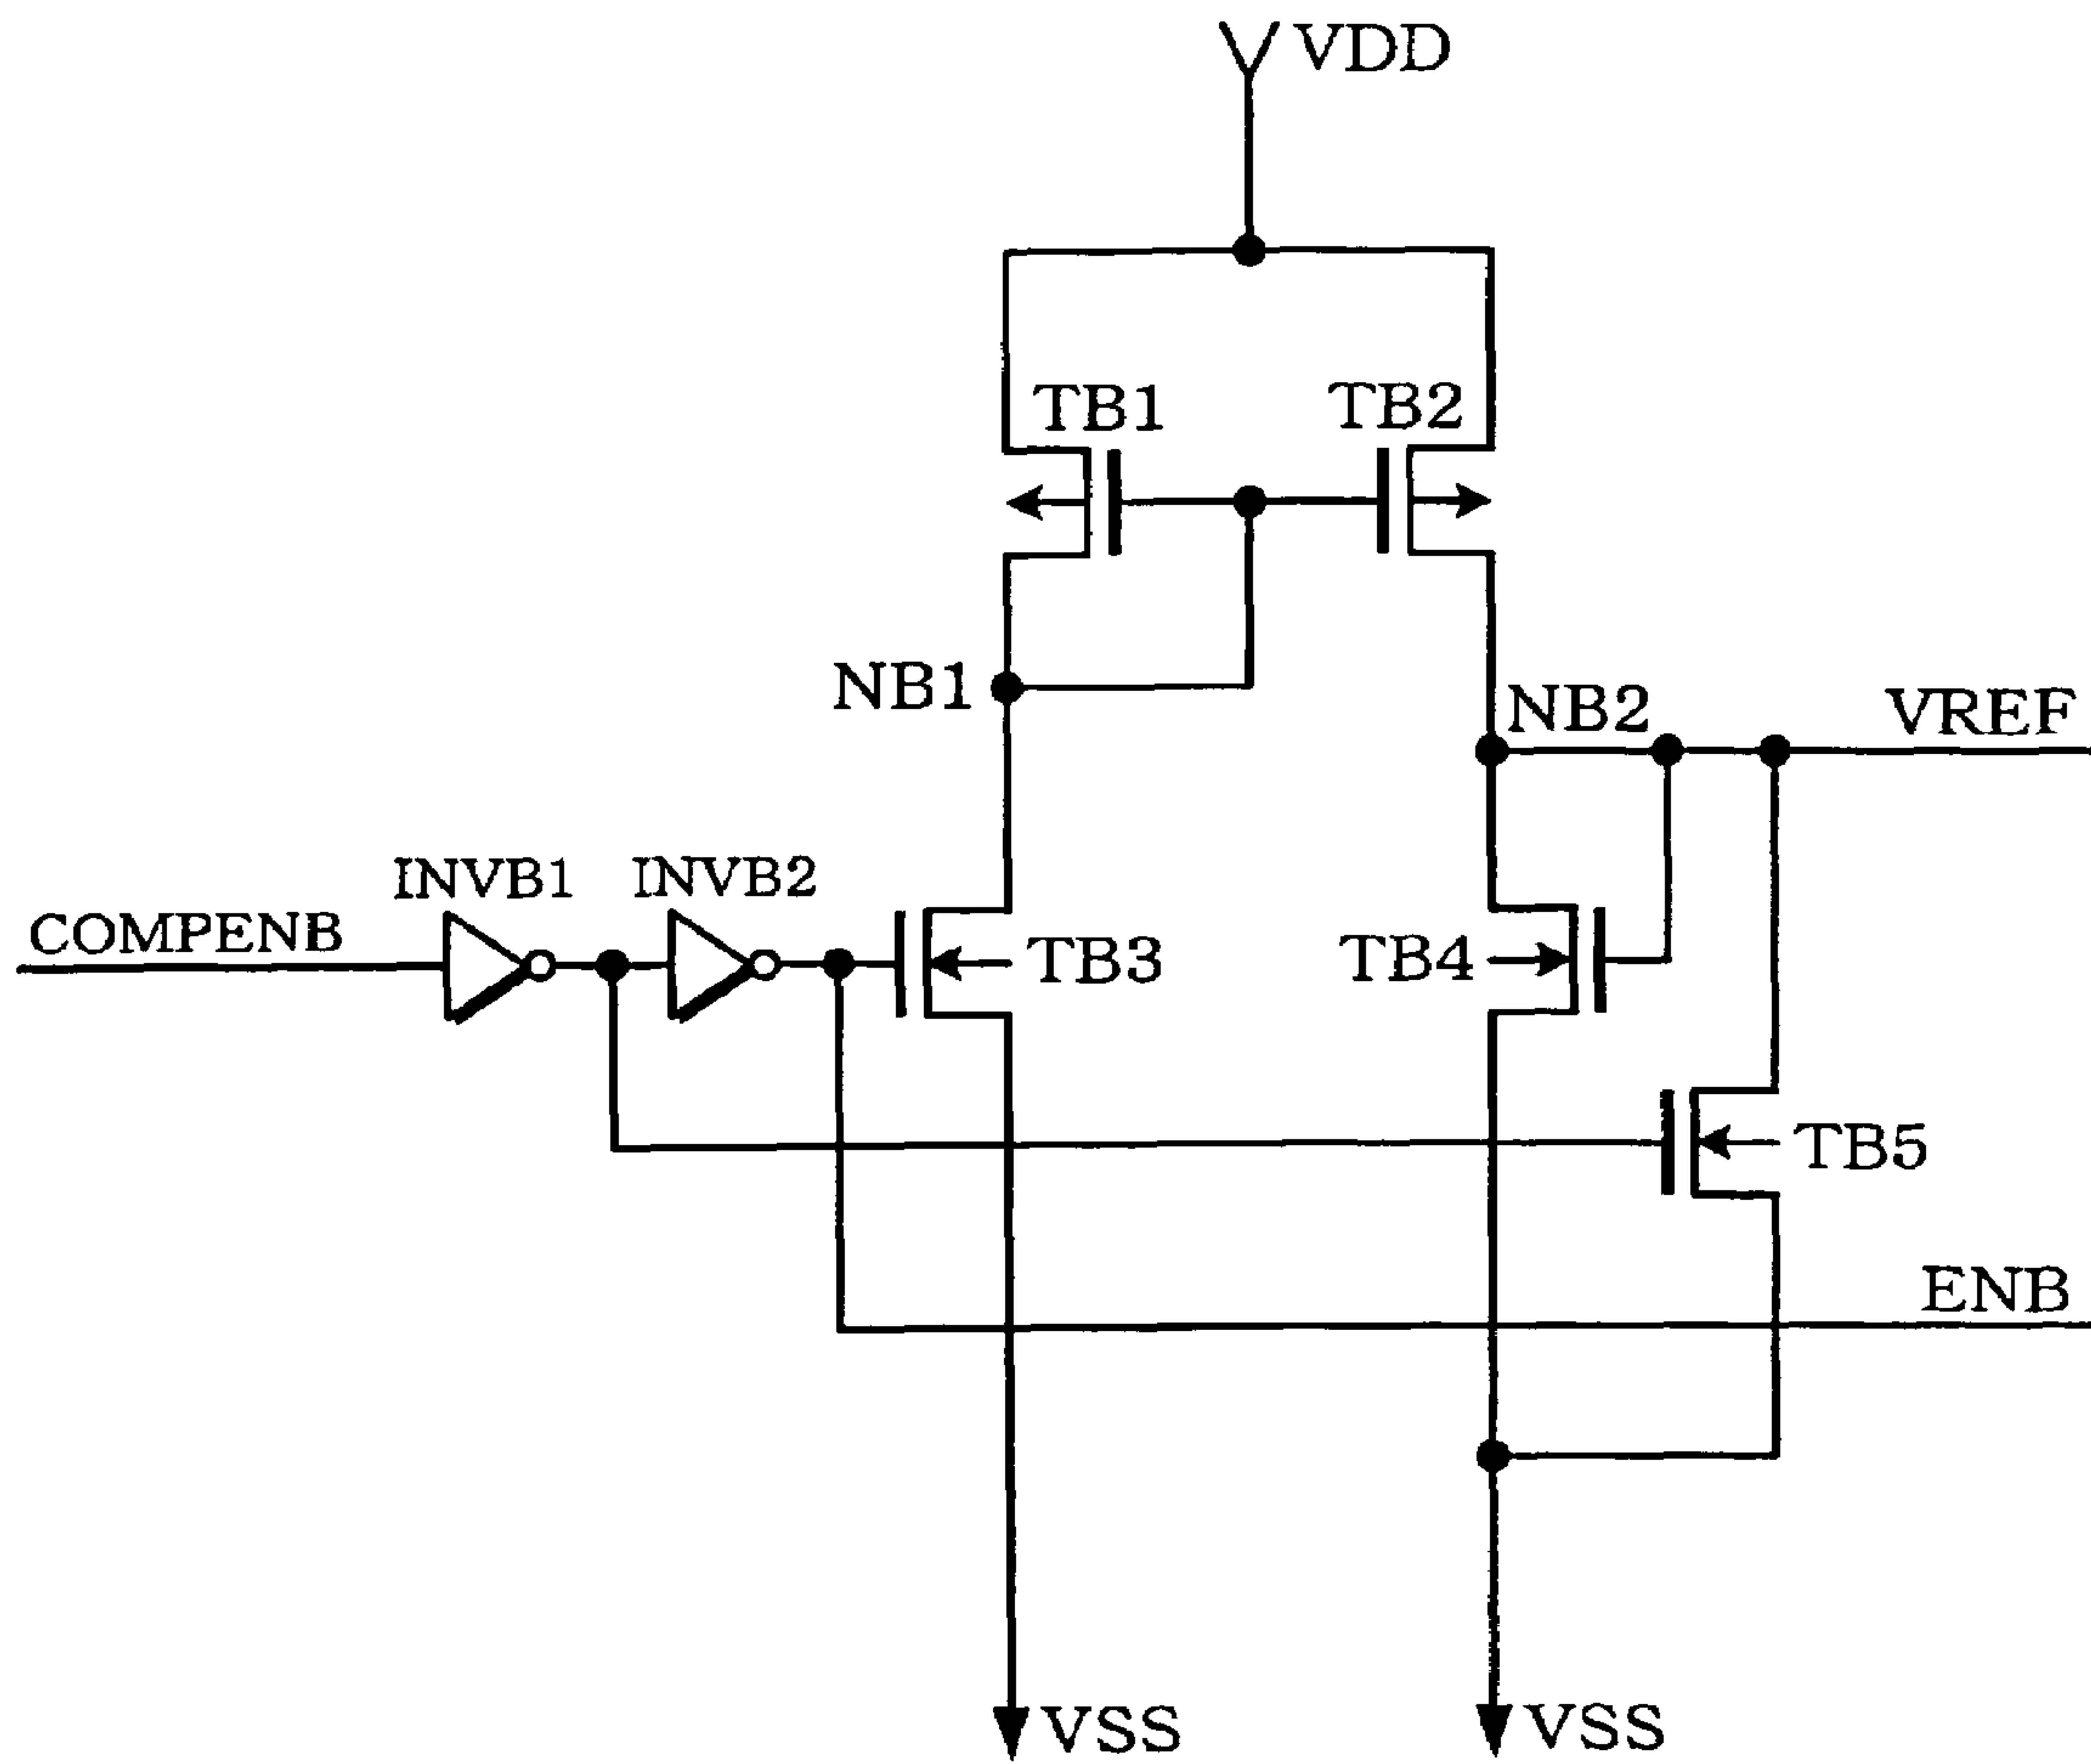 VDD
TB1
TB2
NB1
NB2
VREF
INVB1
INVB2
COMPENB
TB3
TB4
TB5
ENB
VSS
VSS